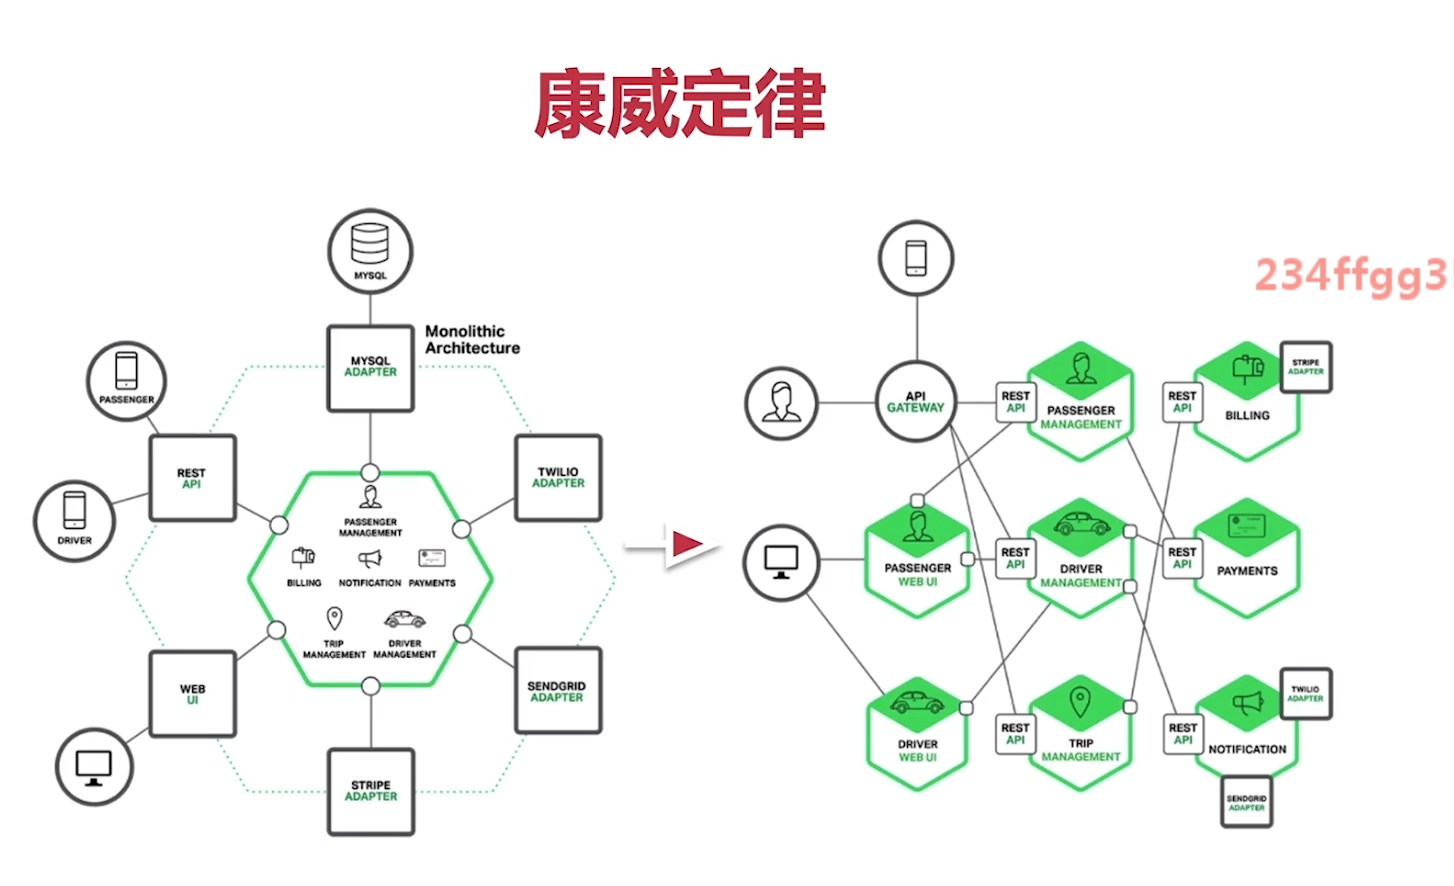 康威定律
MYSQL
Monolithic
Architecture
MYSQL
ADAPTER
PASSENGER
REST
API
TWILIO
ADAPTER
DRIVER
PASSENGER
MANAGEMENT
BILLING
NOTIFICATION
PAYMENTS
TRIP
MANAGEMENT
DRIVER
MANAGEMENT
WEB
UI
SENDGRID
ADAPTER
STRIPE
ADAPTER
234ffgg3
API
GATEWAY
REST
API
PASSENGER
MANAGEMENT
REST
API
BILLING
STRIPE
ADAPTER
PASSENGER
WEB UI
REST
API
DRIVER
MANAGEMENT
REST
API
PAYMENTS
DRIVER
WEB UI
REST
API
TRIP
MANAGEMENT
REST
API
NOTIFICATION
TWILIO
ADAPTER
SENDGRID
ADAPTER